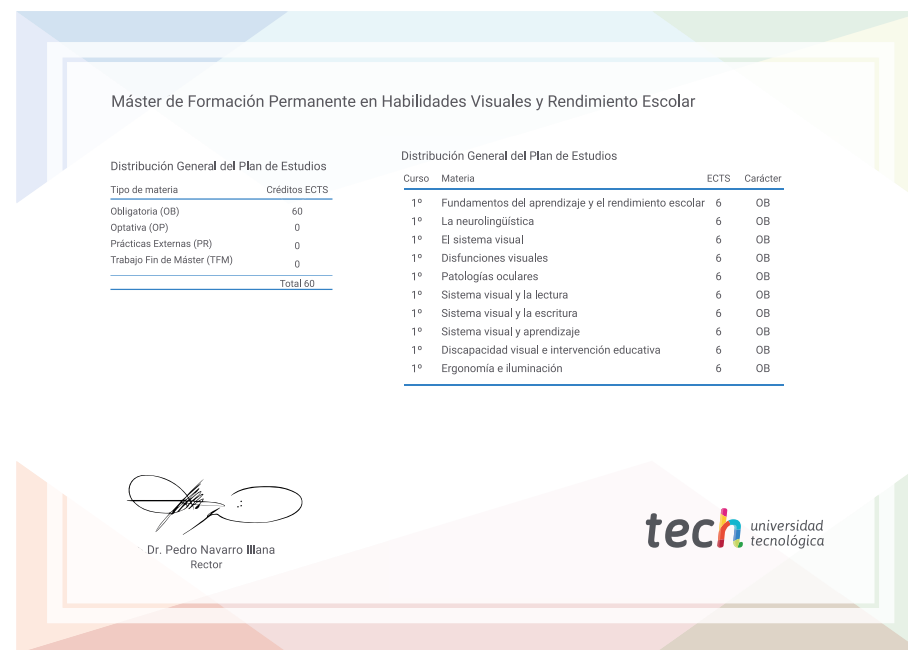 Máster de Formación Permanente en Habilidades Visuales y Rendimiento Escolar
Distribución General del Plan de Estudios
Tipo de materia Créditos ECTS
Obligatoria (OB) 60
Optativa (OP) 0
Prácticas Externas (PR) 0
Trabajo Fin de Máster (TFM) 0
Total 60
Distribución General del Plan de Estudios
Curso Materia ECTS Carácter
1º Fundamentos del aprendizaje y el rendimiento escolar 6 OB
1º La neurolingüística 6 OB
1º El sistema visual 6 OB
1º Disfunciones visuales 6 OB
1º Patologías oculares 6 OB
1º Sistema visual y la lectura 6 OB
1º Sistema visual y la escritura 6 OB
1º Sistema visual y aprendizaje 6 OB
1º Discapacidad visual e intervención educativa 6 OB
1º Ergonomía e iluminación 6 OB
Dr. Pedro Navarro Illana
Rector
tech universidad
tecnológica